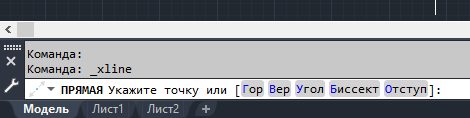 Команда:
Команда: _xline
ПРЯМАЯ Укажите точку или [Гор Вер Угол Биссект Отступ]:
Модель Лист1 Лист2 +